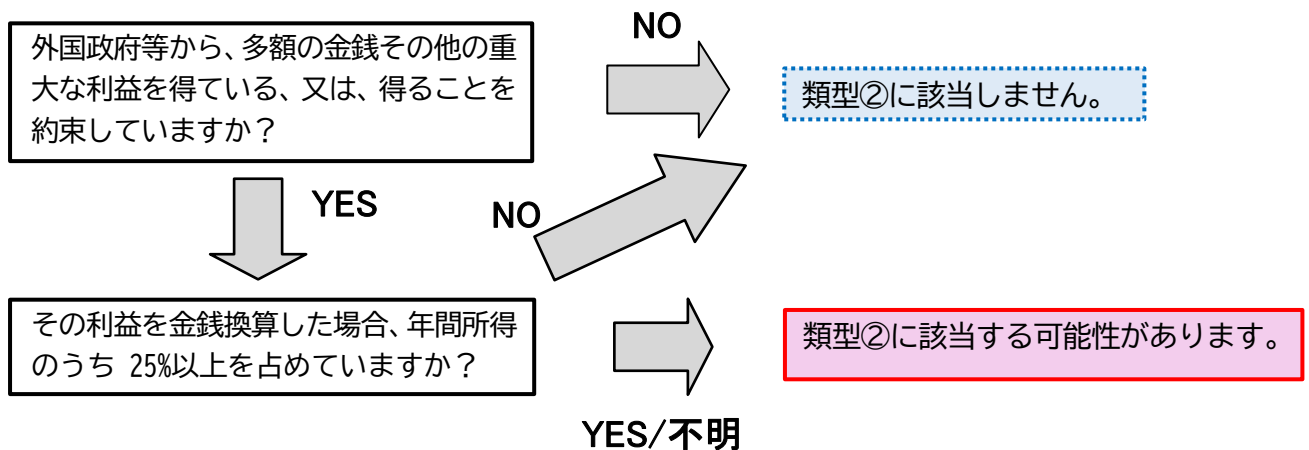 外国政府等から、多額の金銭その他の重
大な利益を得ている、又は、得ることを
約束していますか？
NO
類型②に該当しません。
YES
NO
その利益を金銭換算した場合、年間所得
のうち 25%以上を占めていますか？
類型②に該当する可能性があります。
YES/不明